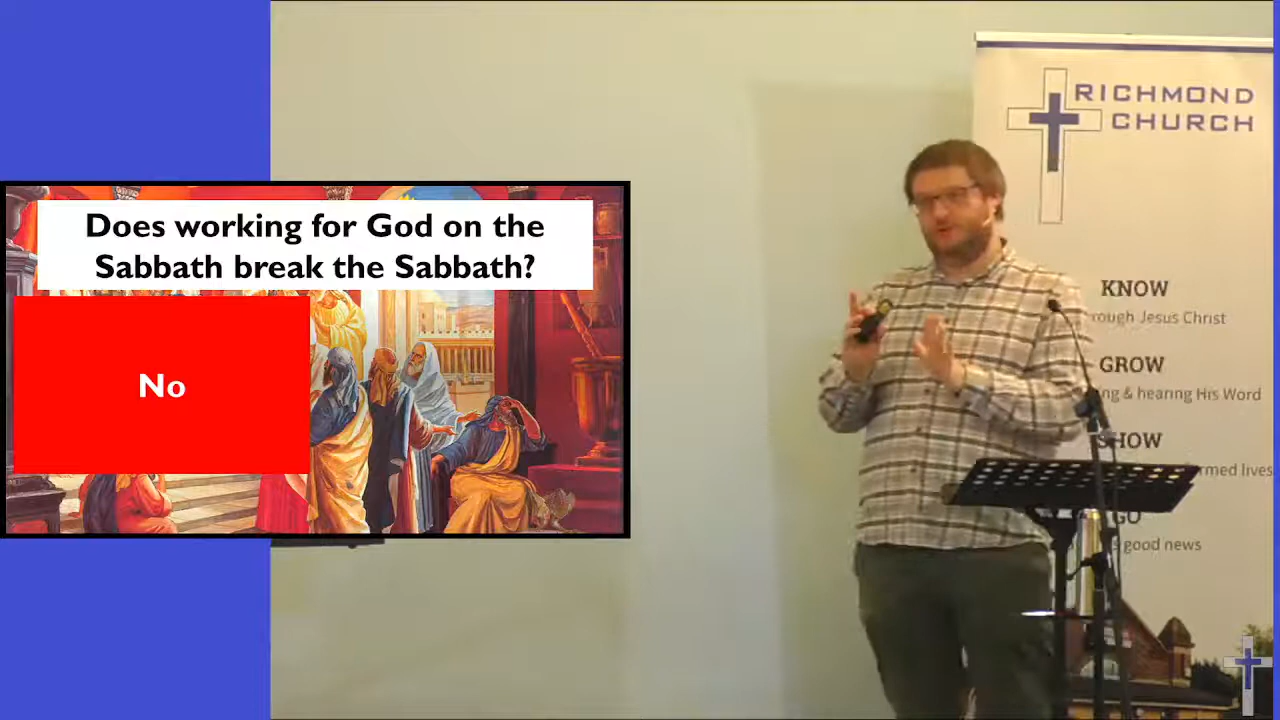 Does working for God on the
Sabbath break the Sabbath?
No
RICHMOND
CHURCH
KNOW
rough Jesus Christ
GROW
ng & hearing His Word
SHOW
rmed lives
GO
good news